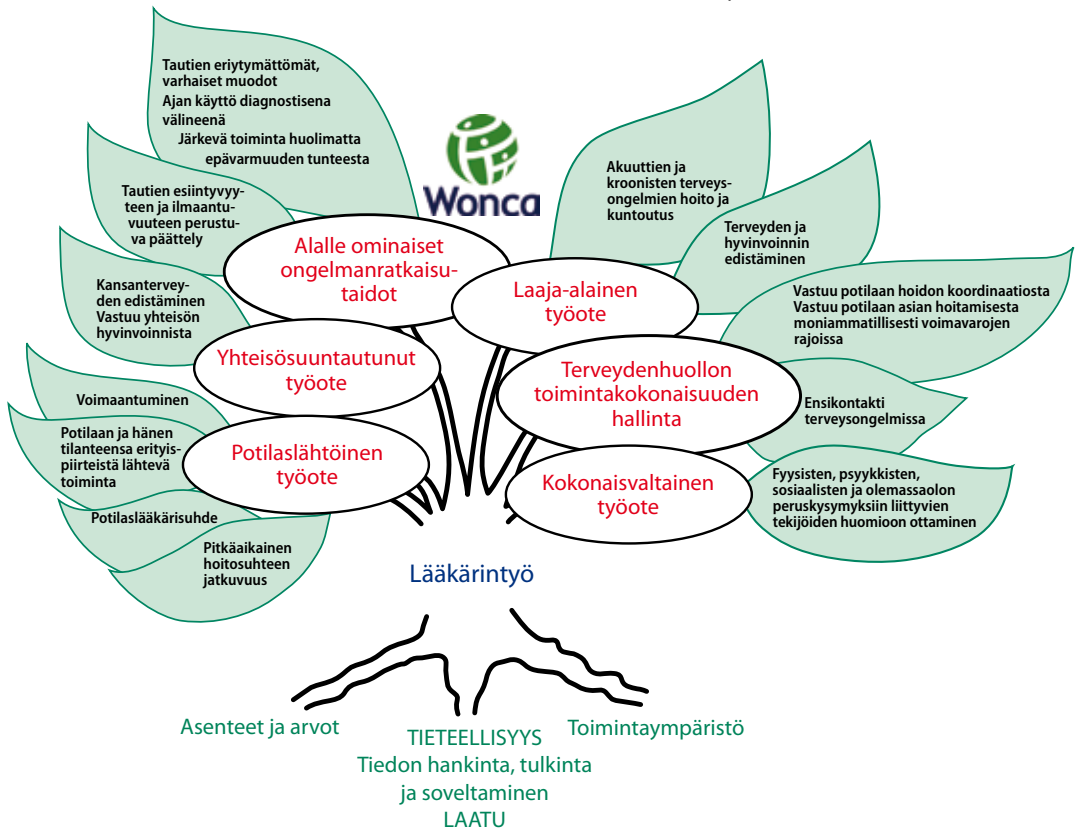 Tautien eriytymättömät,
varhaiset muodot
Ajan käyttö diagnostisena
välineenä
Järkevä toiminta huolimatta
epävarmuuden tunteesta
Tautien esiintyvyy-
teen ja ilmaantu-
vuuteen perustu-
va päättely
Kansantervey-
den edistäminen
Vastuu yhteisön
hyvinvoinnista
Voimaantuminen
Potilaan ja hänen
tilanteensa erityis-
piirteistä lähtevä
toiminta
Potilaslääkärisuhde
Pitkäaikainen
hoitosuhteen
jatkuvuus
Wonca
Alalle ominaiset
ongelmanratkaisu-
taidot
Yhteisösuuntautunut
työote
Potilaslähtöinen
työote
Laaja-alainen
työote
Terveydenhuollon
toimintakokonaisuuden
hallinta
Kokonaisvaltainen
työote
Akuuttien ja
kroonisten terveys-
ongelmien hoito ja
kuntoutus
Terveyden ja
hyvinvoinnin
edistäminen
Vastuu potilaan hoidon koordinaatiosta
Vastuu potilaan asian hoitamisesta
moniammatillisesti voimavarojen
rajoissa
Ensikontakti
terveysongelmissa
Fyysisten, psyykkisten,
sosiaalisten ja olemassaolon
peruskysymyksiin liittyvien
tekijöiden huomioon ottaminen
Lääkärintyö
Asenteet ja arvot
TIETEELLISYYS
Tiedon hankinta, tulkinta
ja soveltaminen
LAATU
Toimintaympäristö